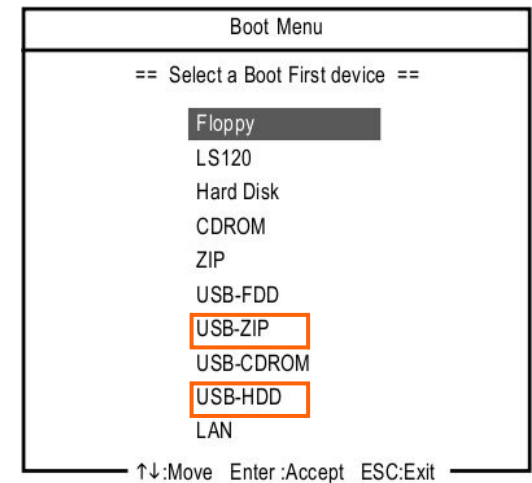 Boot Menu
== Select a Boot First device ==
Floppy
LS120
Hard Disk
CDROM
ZIP
USB-FDD
USB-ZIP
USB-CDROM
USB-HDD
LAN
↑↓:Move Enter :Accept ESC:Exit